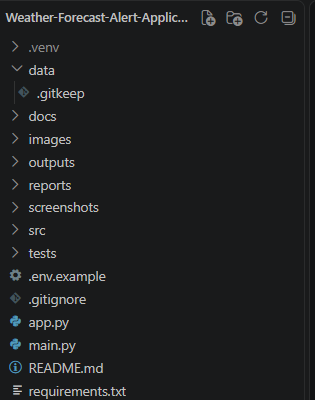 Weather-Forecast-Alert-Applic...
.venv
data
.gitkeep
docs
images
outputs
reports
screenshots
src
tests
.env.example
.gitignore
app.py
main.py
README.md
requirements.txt